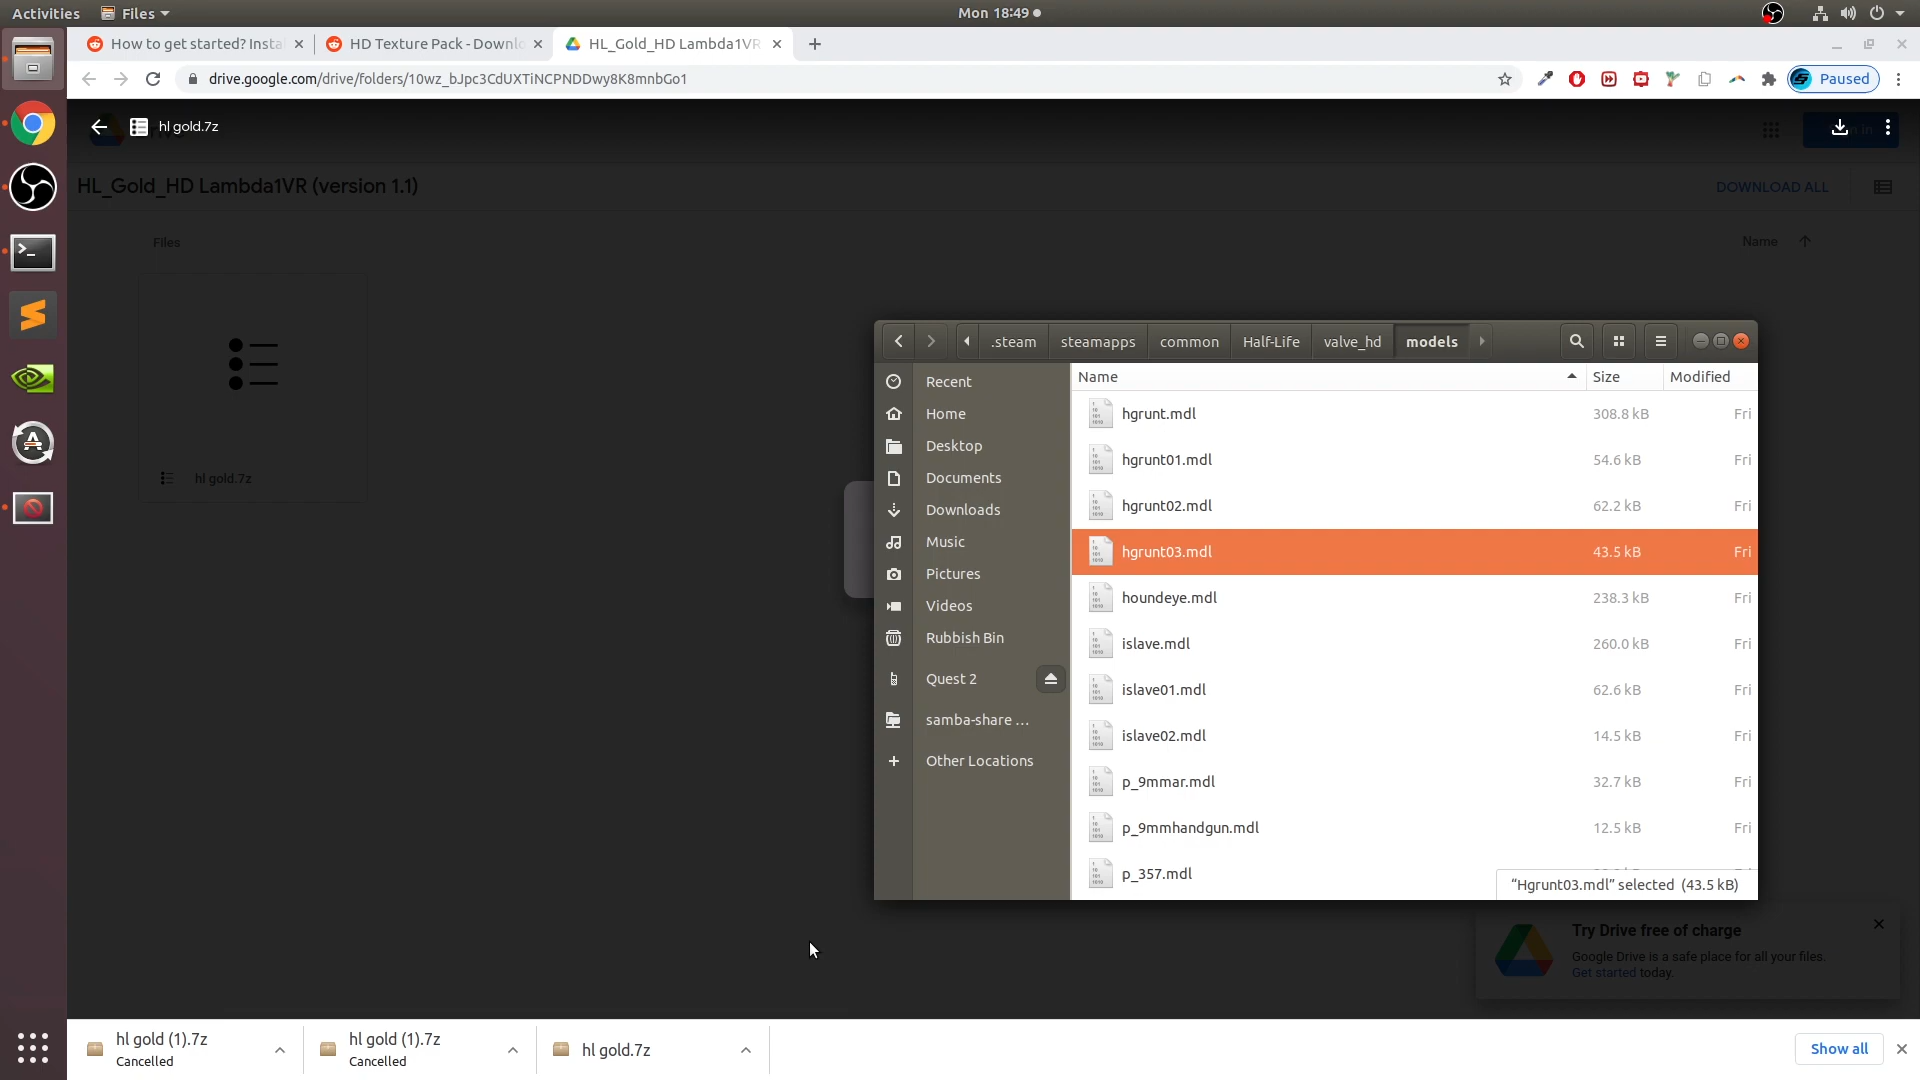 Activities
Files
Mon 18:49
How to get started? Insta
HD Texture Pack - Downlo
HL_Gold_HD Lambda1VR
drive.google.com/drive/folders/10wz_bJpc3CdUXTiNCPNDDwy8K8mnbGo1
Paused
hl gold.7z
HL_Gold_HD Lambda1VR (version 1.1)
DOWNLOAD ALL
Files
Name
hl gold.7z
.steam
steamapps
common
Half-Life
valve_hd
models
Recent
Home
Desktop
Documents
Downloads
Music
Pictures
Videos
Rubbish Bin
Quest 2
samba-share ...
Other Locations
Name Size Modified
hgrunt.mdl 308.8 kB Fri
hgrunt01.mdl 54.6 kB Fri
hgrunt02.mdl 62.2 kB Fri
hgrunt03.mdl 43.5 kB Fri
houndeye.mdl 238.3 kB Fri
islave.mdl 260.0 kB Fri
islave01.mdl 62.6 kB Fri
islave02.mdl 14.5 kB Fri
p_9mmar.mdl 32.7 kB Fri
p_9mmhandgun.mdl 12.5 kB Fri
p_357.mdl
“Hgrunt03.mdl” selected (43.5 kB)
Try Drive free of charge
Google Drive is a safe place for all your files.
Get started today.
hl gold (1).7z
Cancelled
hl gold (1).7z
Cancelled
hl gold.7z
Show all